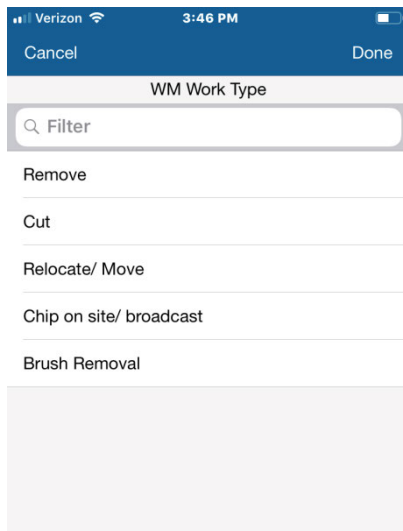 Verizon 3:46 PM
Cancel Done
WM Work Type
Filter
Remove
Cut
Relocate/ Move
Chip on site/ broadcast
Brush Removal